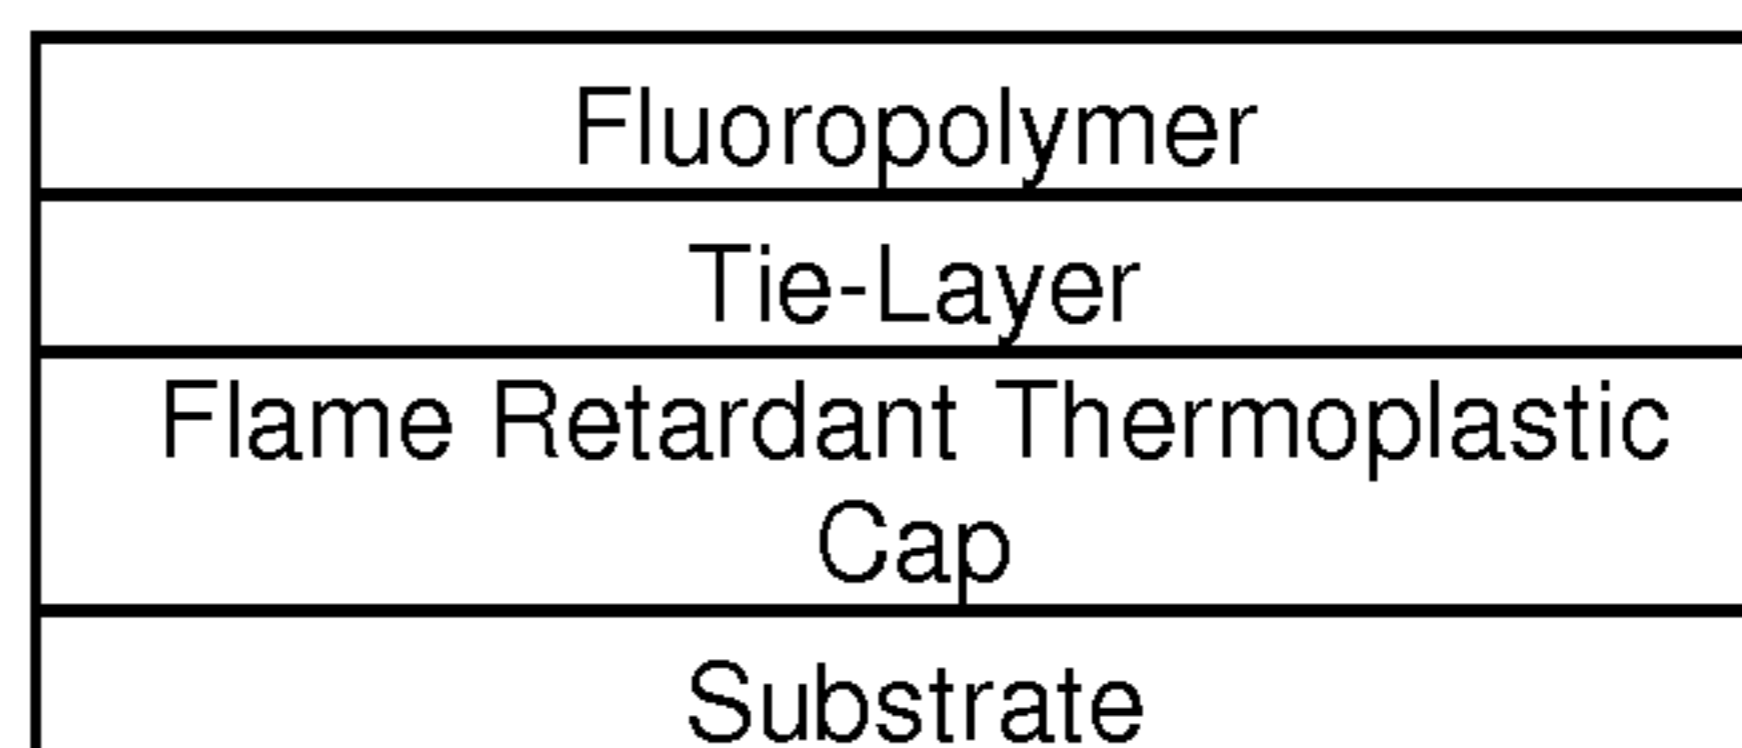 Fluoropolymer
Tie-Layer
Flame Retardant Thermoplastic
Cap
Substrate